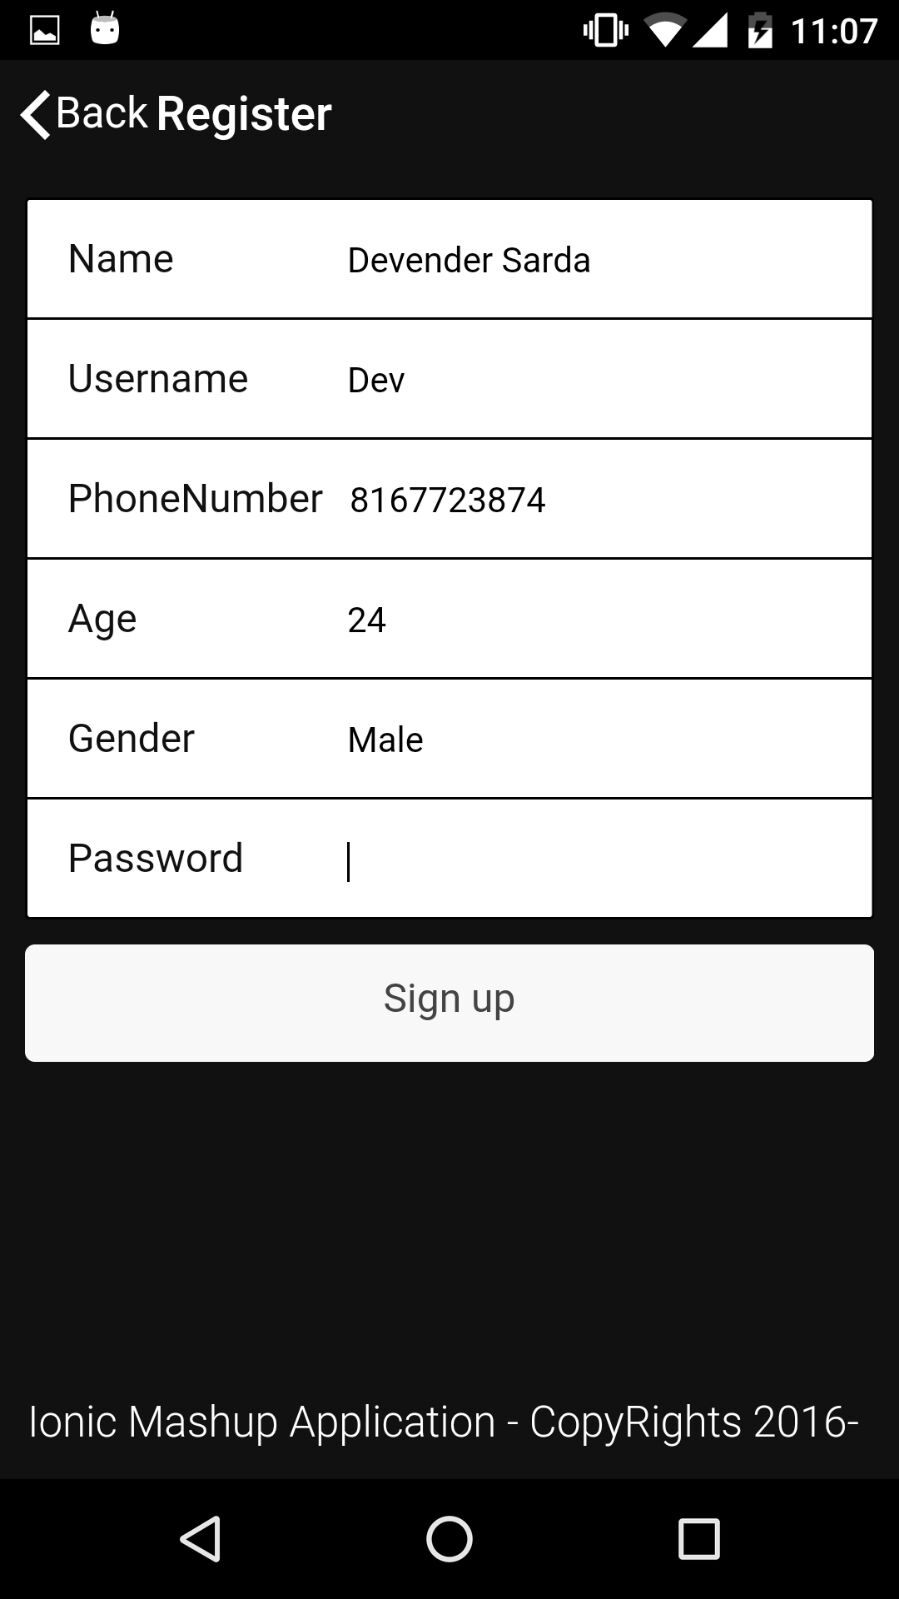 11:07
Back Register
Name Devender Sarda
Username Dev
PhoneNumber 8167723874
Age 24
Gender Male
Password
Sign up
Ionic Mashup Application - CopyRights 2016-